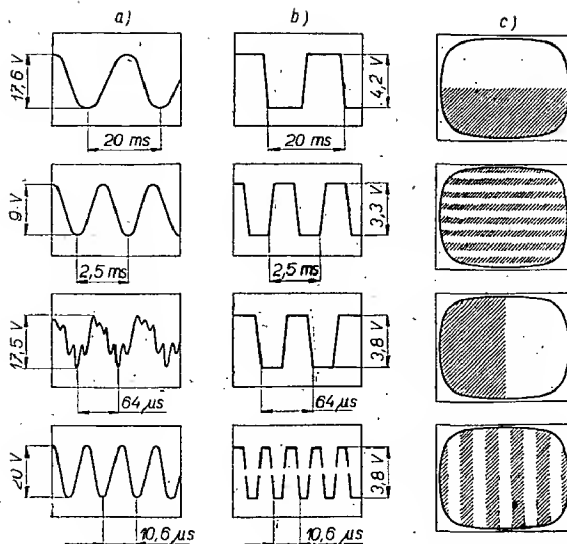 a)
b)
c)
17,6 V
20 ms
4,2 V
20 ms
9 V
2,5 ms
3,3 V
2,5 ms
17,5 V
64 µs
3,8 V
64 µs
20 V
10,6 µs
3,8 V
10,6 µs